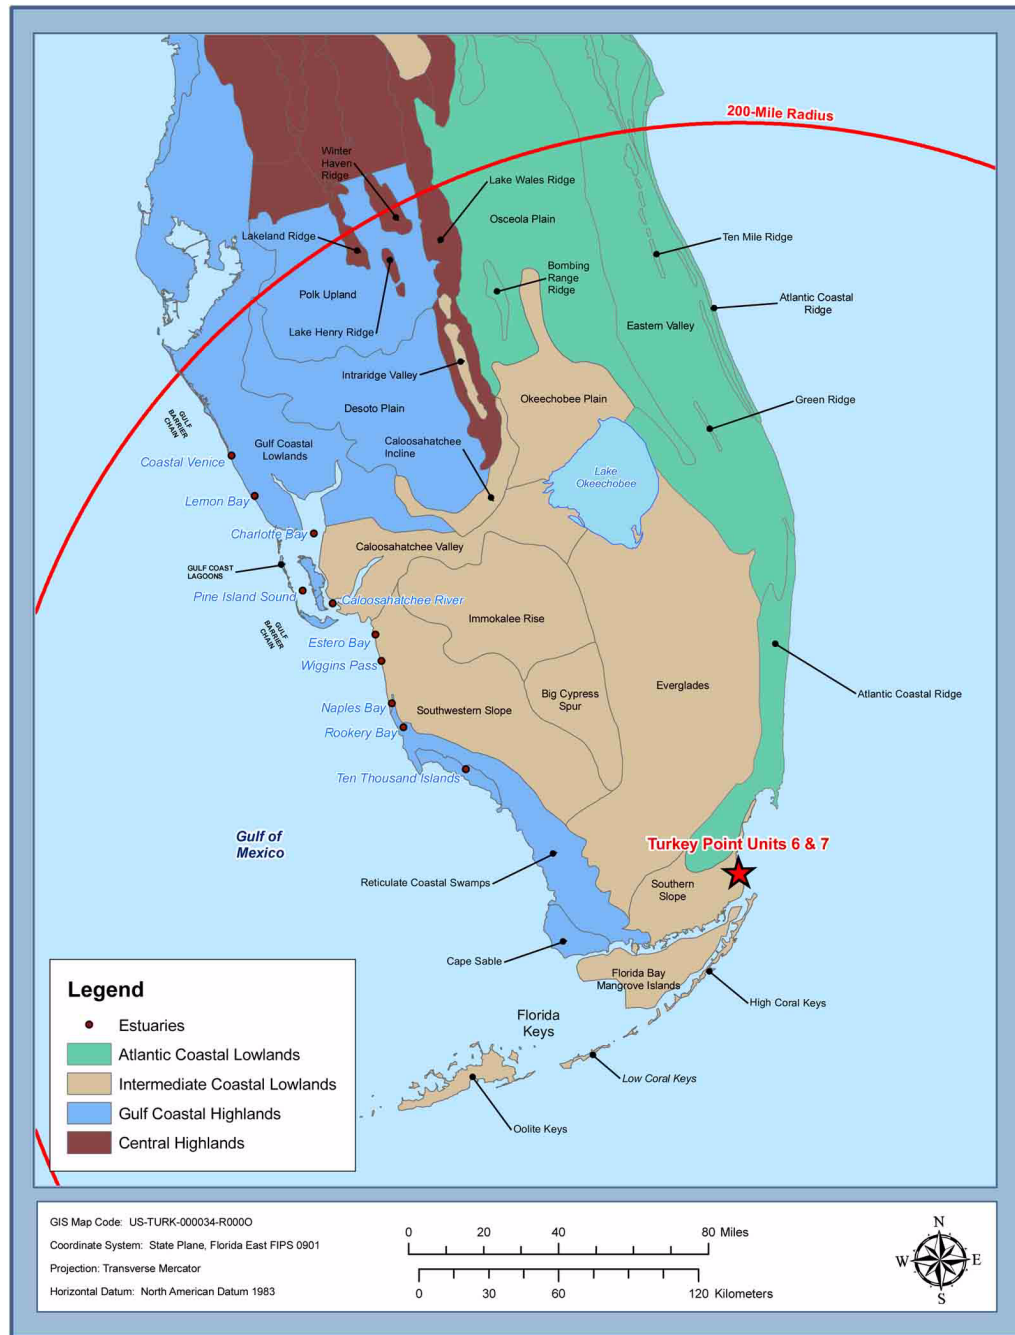 200-Mile Radius
Winter
Haven
Ridge
Lake Wales Ridge
Osceola Plain
Lakeland Ridge
Ten Mile Ridge
Bombing
Range
Ridge
Polk Upland
Atlantic Coastal
Ridge
Lake Henry Ridge
Eastern Valley
Intraridge Valley
Okeechobee Plain
Green Ridge
Desoto Plain
GULF
BARRIER
CHAIN
Gulf Coastal
Lowlands
Caloosahatchee
Incline
Coastal Venice
Lake
Okeechobee
Lemon Bay
Charlotte Bay
Caloosahatchee Valley
GULF COAST
LAGOONS
Pine Island Sound
Caloosahatchee River
Immokalee Rise
GULF
BARRIER
CHAIN
Estero Bay
Wiggins Pass
Everglades
Big Cypress
Spur
Atlantic Coastal Ridge
Naples Bay
Southwestern Slope
Rookery Bay
Ten Thousand Islands
Gulf of
Mexico
Turkey Point Units 6 & 7
Reticulate Coastal Swamps
Southern
Slope
Cape Sable
Florida Bay
Mangrove Islands
High Coral Keys
Florida
Keys
Low Coral Keys
Oolite Keys
Legend
Estuaries
Atlantic Coastal Lowlands
Intermediate Coastal Lowlands
Gulf Coastal Highlands
Central Highlands
GIS Map Code: US-TURK-000034-R000O
Coordinate System: State Plane, Florida East FIPS 0901
Projection: Transverse Mercator
Horizontal Datum: North American Datum 1983
0 20 40 80 Miles
0 30 60 120 Kilometers
N
W E
S